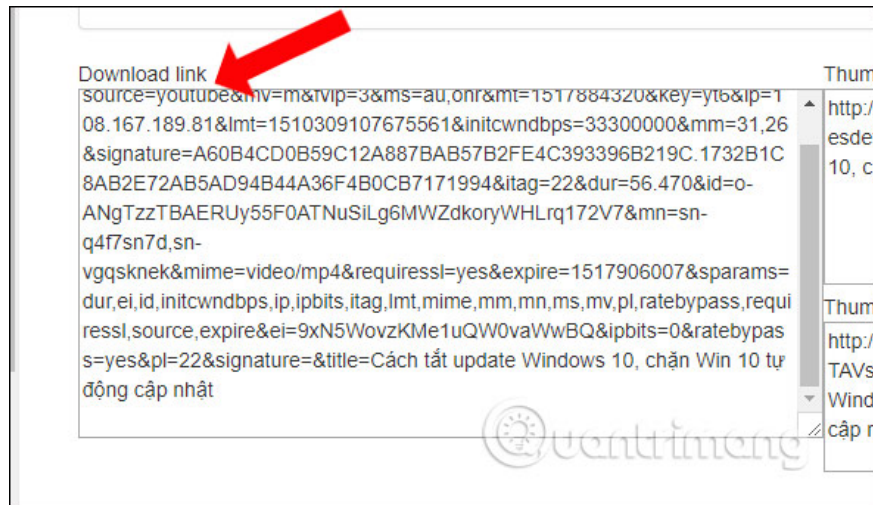 Download link
source=youtube&mv=m&fvip=3&ms=au,onr&mt=1517884320&key=yt6&ip=1
08.167.189.81&lmt=1510309107675561&initcwndbps=33300000&mm=31,26
&signature=A60B4CD0B59C12A887BAB57B2FE4C393396B219C.1732B1C
8AB2E72AB5AD94B44A36F4B0CB7171994&itag=22&dur=56.470&id=o-
ANgTzzTBAERUy55F0ATNuSiLg6MWZdkoryWHLrq172V7&mn=sn-
q4f7sn7d,sn-
vgqsknek&mime=video/mp4&requiressl=yes&expire=1517906007&sparams=
dur,ei,id,initcwndbps,ip,ipbits,itag,lmt,mime,mm,mn,ms,mv,pl,ratebypass,requi
ressl,source,expire&ei=9xN5WovzKMe1uQW0vaWwBQ&ipbits=0&ratebypas
s=yes&pl=22&signature=&title=Cách tắt update Windows 10, chặn Win 10 tự
động cập nhật
Thum
http:/
esde
10, c
Thum
http:/
TAVs
Wind
cập n
Quantrimang